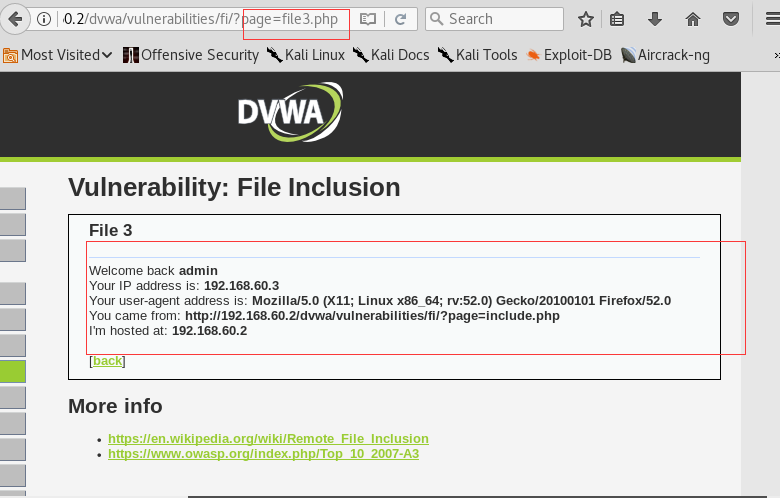 0.2/dvwa/vulnerabilities/fi/?page=file3.php Search
Most Visited Offensive Security Kali Linux Kali Docs Kali Tools Exploit-DB Aircrack-ng
DVWA
Vulnerability: File Inclusion
File 3
Welcome back admin
Your IP address is: 192.168.60.3
Your user-agent address is: Mozilla/5.0 (X11; Linux x86_64; rv:52.0) Gecko/20100101 Firefox/52.0
You came from: http://192.168.60.2/dvwa/vulnerabilities/fi/?page=include.php
I'm hosted at: 192.168.60.2
[back]
More info
• https://en.wikipedia.org/wiki/Remote_File_Inclusion
• https://www.owasp.org/index.php/Top_10_2007-A3